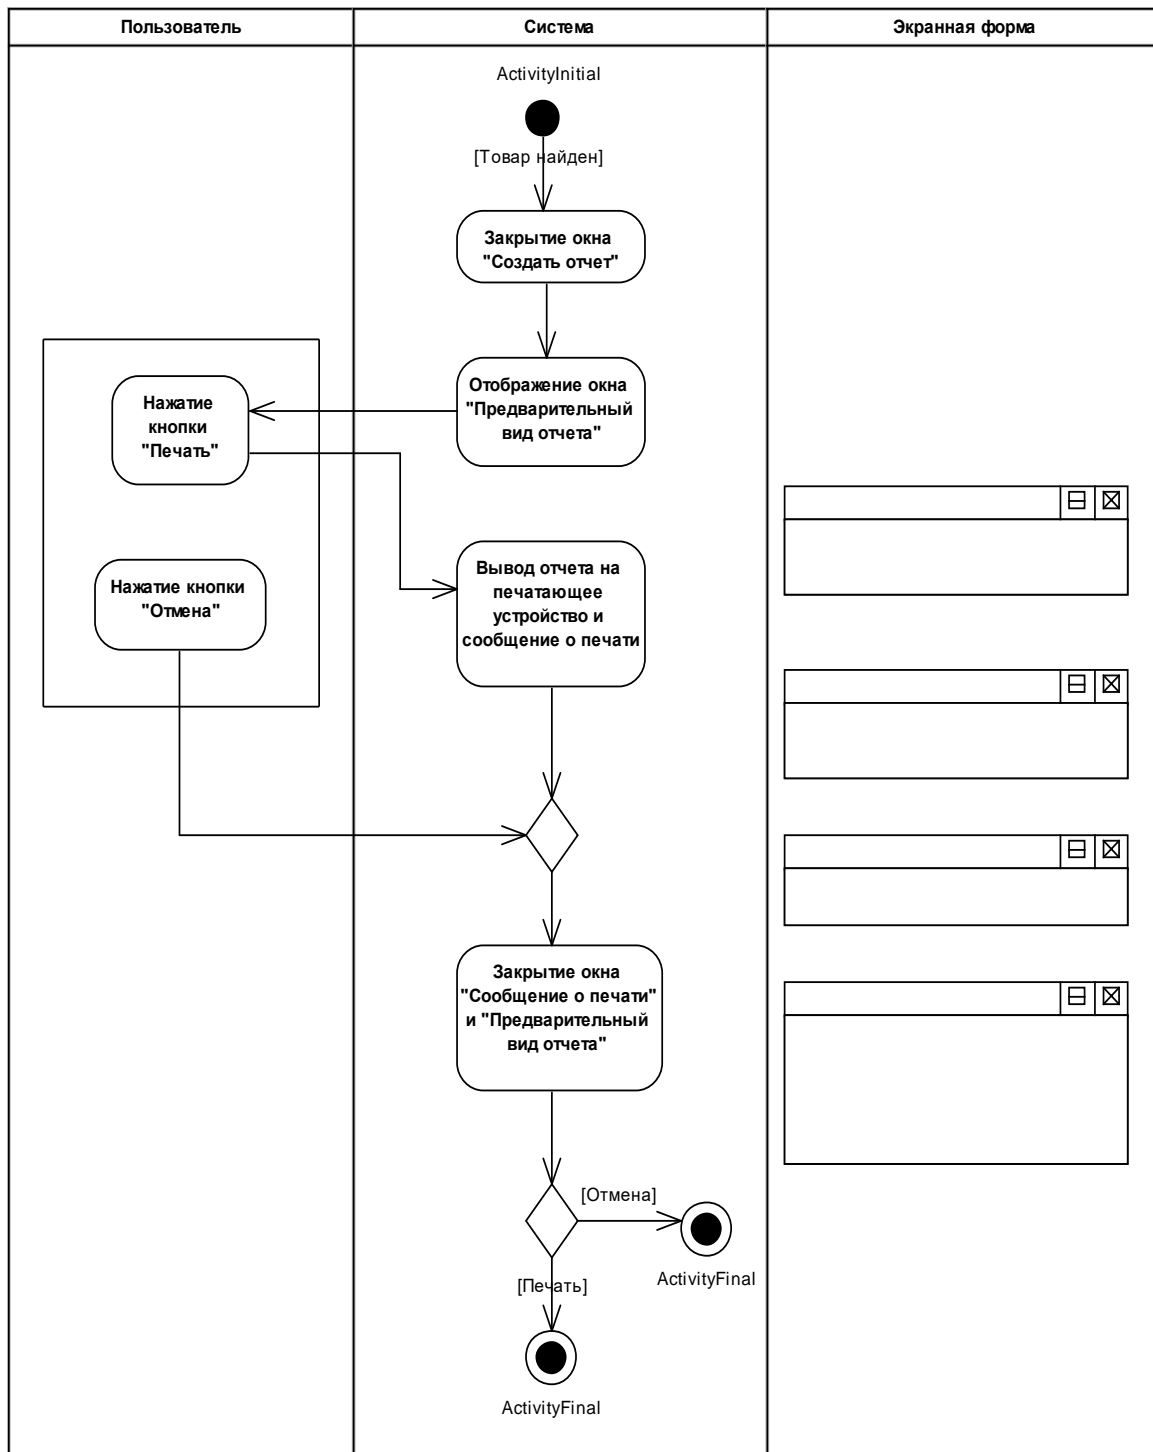 Пользователь
Система
Экранная форма
ActivityInitial
[Товар найден]
Закрытие окна
"Создать отчет"
Отображение окна
"Предварительный
вид отчета"
Нажатие
кнопки
"Печать"
Вывод отчета на
печатающее
устройство и
сообщение о печати
Нажатие кнопки
"Отмена"
Закрытие окна
"Сообщение о печати"
и "Предварительный
вид отчета"
[Отмена]
ActivityFinal
[Печать]
ActivityFinal